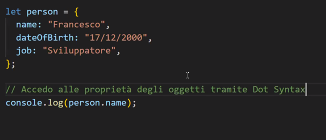 let person = {
  name: "Francesco",
  dateOfBirth: "17/12/2000",
  job: "Sviluppatore",
};
// Accedo alle proprietà degli oggetti tramite Dot Syntax
console.log(person.name);